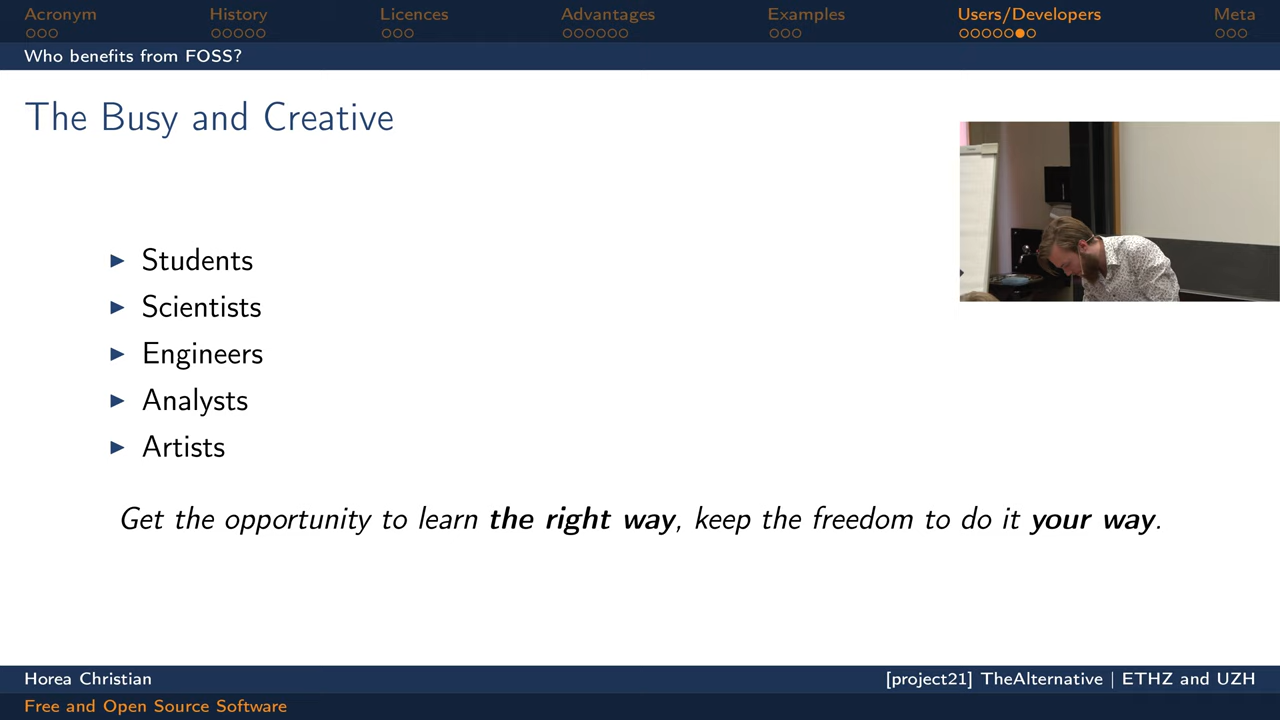 Acronym History Licences Advantages Examples Users/Developers Meta
Who benefits from FOSS?
The Busy and Creative
Students
Scientists
Engineers
Analysts
Artists
Get the opportunity to learn the right way, keep the freedom to do it your way.
Horea Christian [project21] TheAlternative | ETHZ and UZH
Free and Open Source Software